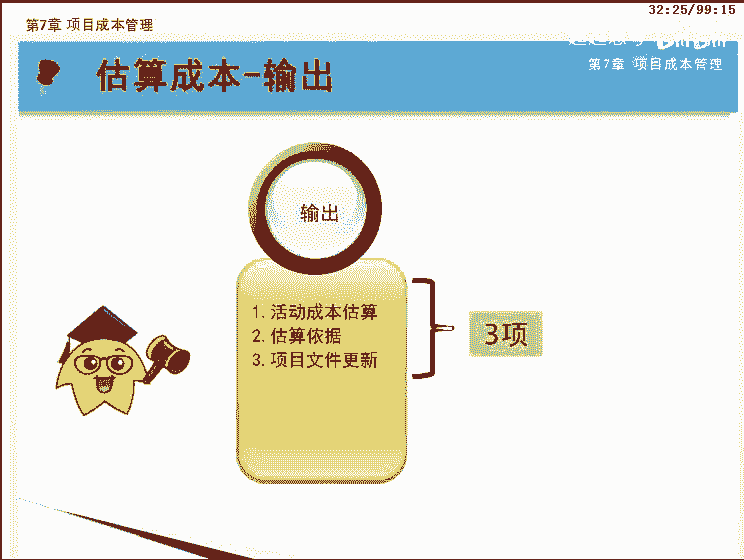 32:25/99:15
第7章 项目成本管理
第7章 项目成本管理
估算成本-输出
输出
1.活动成本估算
2.估算依据
3.项目文件更新
3项